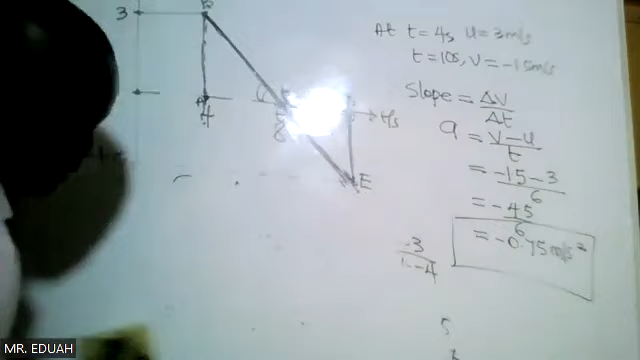 3
B
A
4
8
t/s
E
At t = 4s u = 3m/s
t = 10s, v = -1.5m/s
Slope = Δv/Δt
a = v-u/t
= -1.5-3/6
= -4.5/6
= -0.75m/s²
-3
-4
5
MR. EDUAH